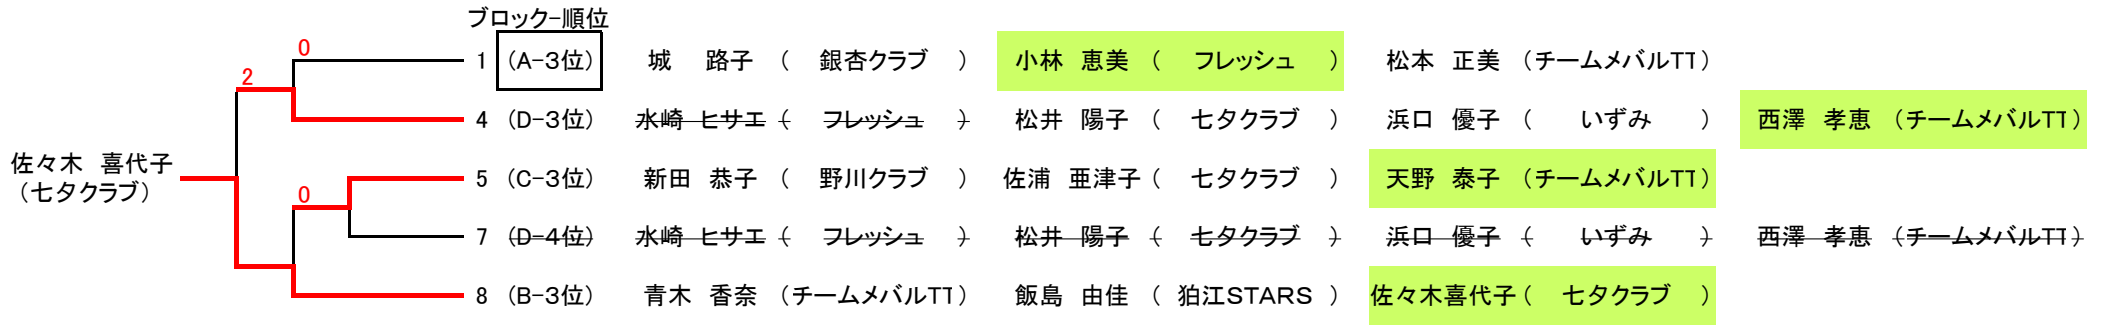 ブロック-順位
0
1 (A-3位) 城 路子 ( 銀杏クラブ ) 小林 恵美 ( フレッシュ ) 松本 正美 (チームメバルTT)
2
4 (D-3位) 水崎 ヒサエ ( フレッシュ ) 松井 陽子 ( 七夕クラブ ) 浜口 優子 ( いずみ ) 西澤 孝恵 (チームメバルTT)
佐々木 喜代子
(七夕クラブ)
5 (C-3位) 新田 恭子 ( 野川クラブ ) 佐浦 亜津子 ( 七夕クラブ ) 天野 泰子 (チームメバルTT)
0
7 (D-4位) 水崎 ヒサエ ( フレッシュ ) 松井 陽子 ( 七夕クラブ ) 浜口 優子 ( いずみ ) 西澤 孝恵 (チームメバルTT)
8 (B-3位) 青木 香奈 (チームメバルTT) 飯島 由佳 ( 狛江STARS ) 佐々木喜代子 ( 七夕クラブ )